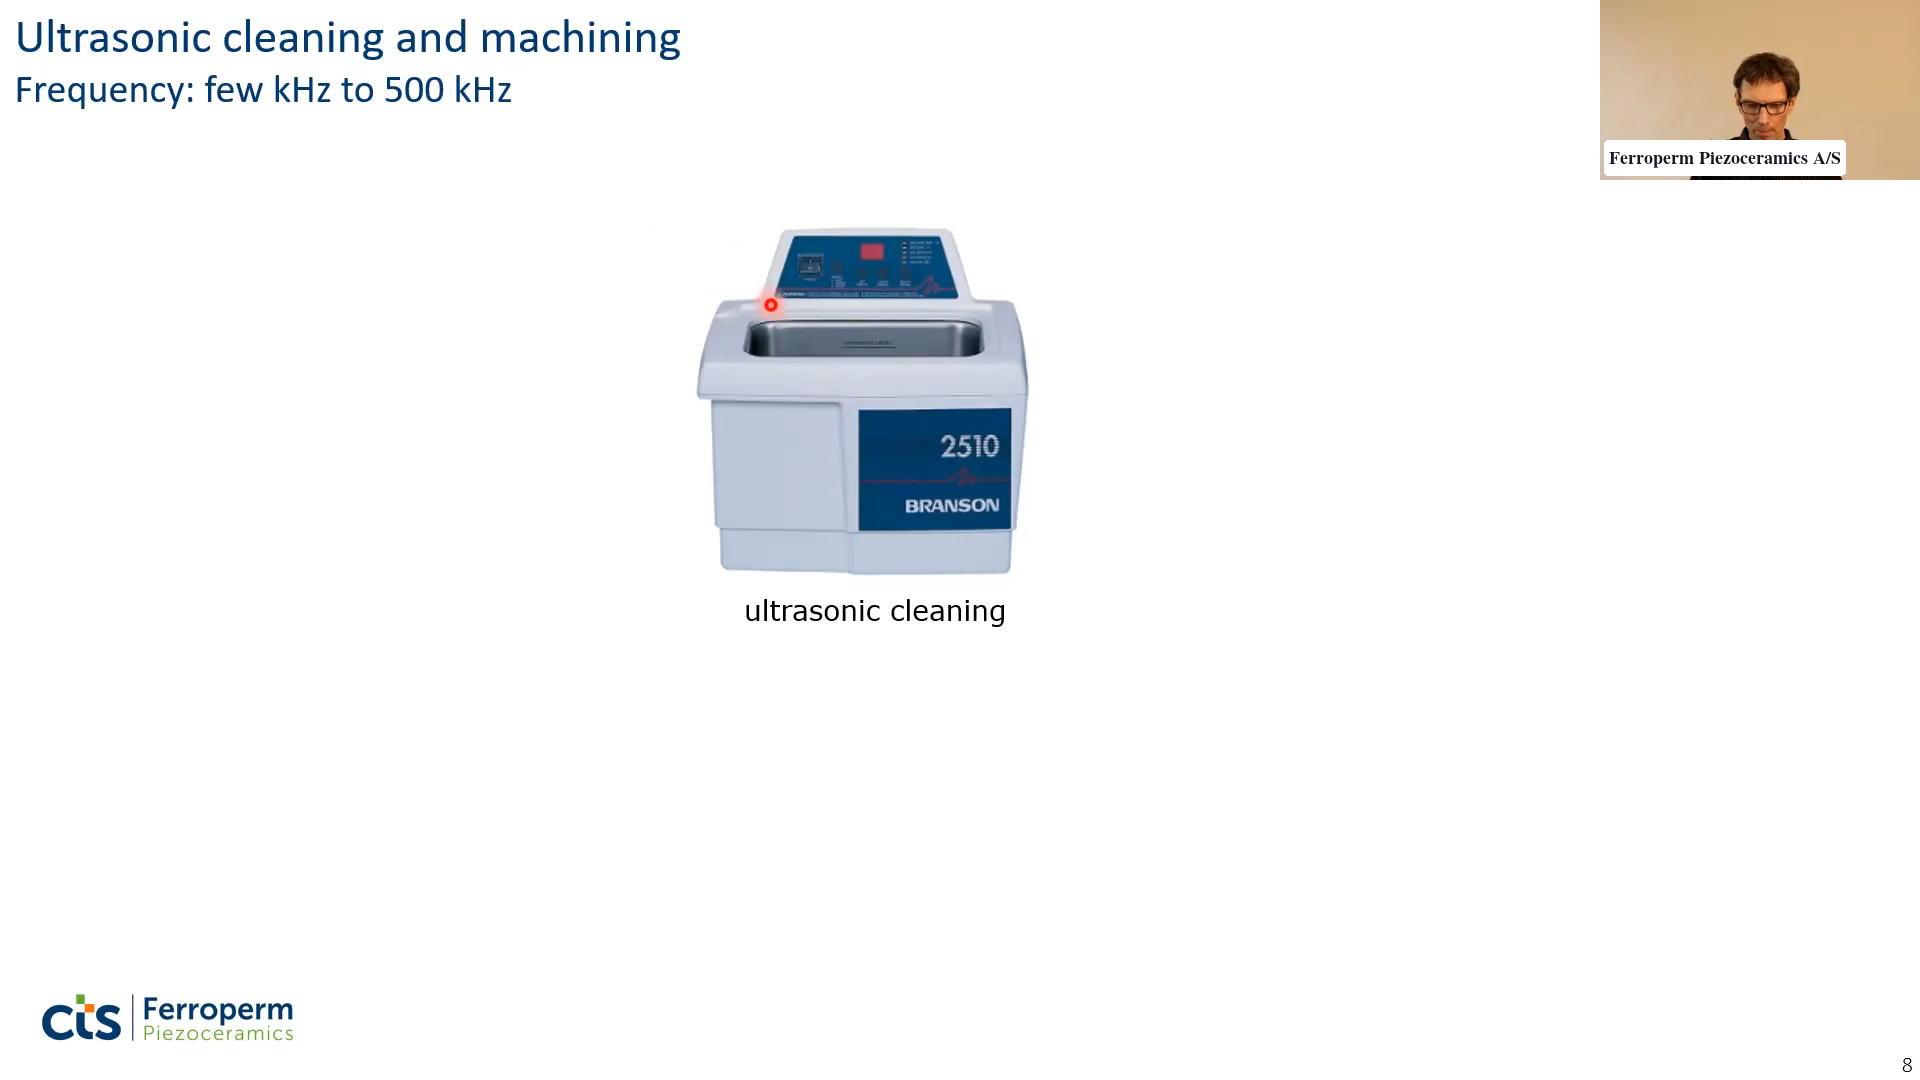 Ultrasonic cleaning and machining
Frequency: few kHz to 500 kHz
Ferroperm Piezoceramics A/S
2510
BRANSON
ultrasonic cleaning
cts Ferroperm
Piezoceramics
8